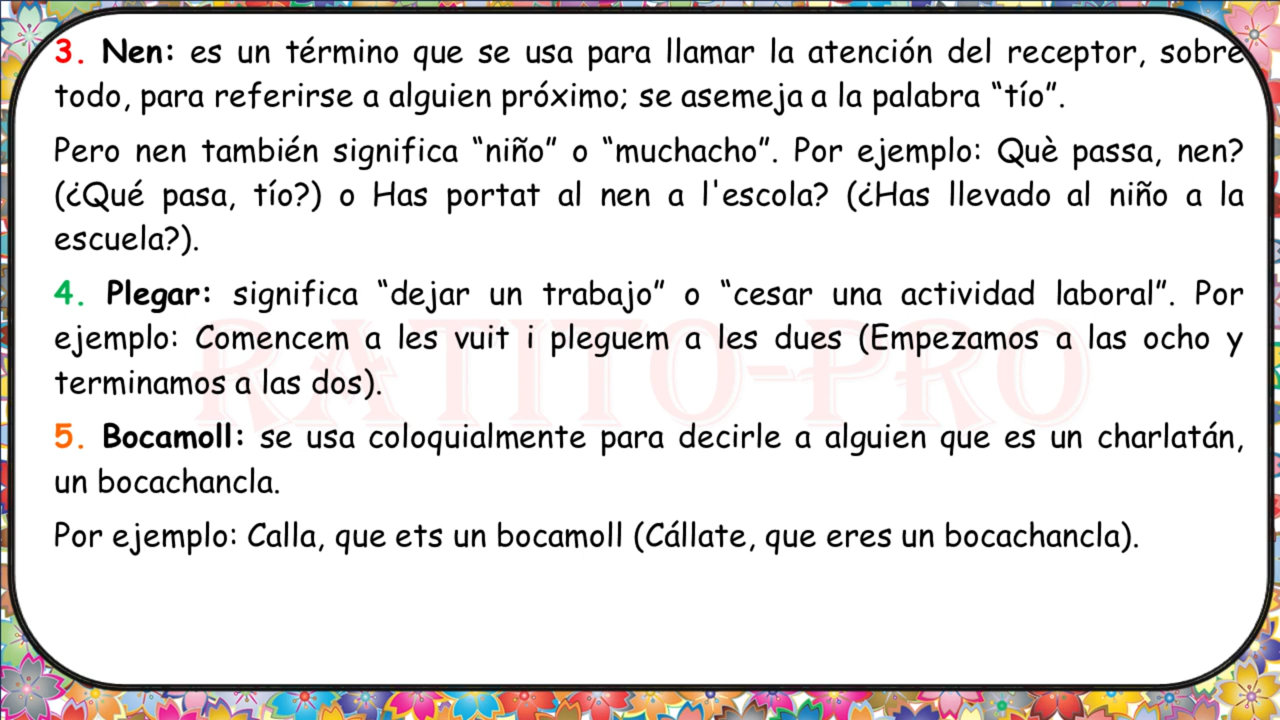 3. Nen: es un término que se usa para llamar la atención del receptor, sobre
todo, para referirse a alguien próximo; se asemeja a la palabra “tío”.
Pero nen también significa “niño” o “muchacho”. Por ejemplo: Què passa, nen?
(¿Qué pasa, tío?) o Has portat al nen a l'escola? (¿Has llevado al niño a la
escuela?).
4. Plegar: significa “dejar un trabajo” o “cesar una actividad laboral”. Por
ejemplo: Comencem a les vuit i pleguem a les dues (Empezamos a las ocho y
terminamos a las dos).
RATITO-PRO
5. Bocamoll: se usa coloquialmente para decirle a alguien que es un charlatán,
un bocachancla.
Por ejemplo: Calla, que ets un bocamoll (Cállate, que eres un bocachancla).